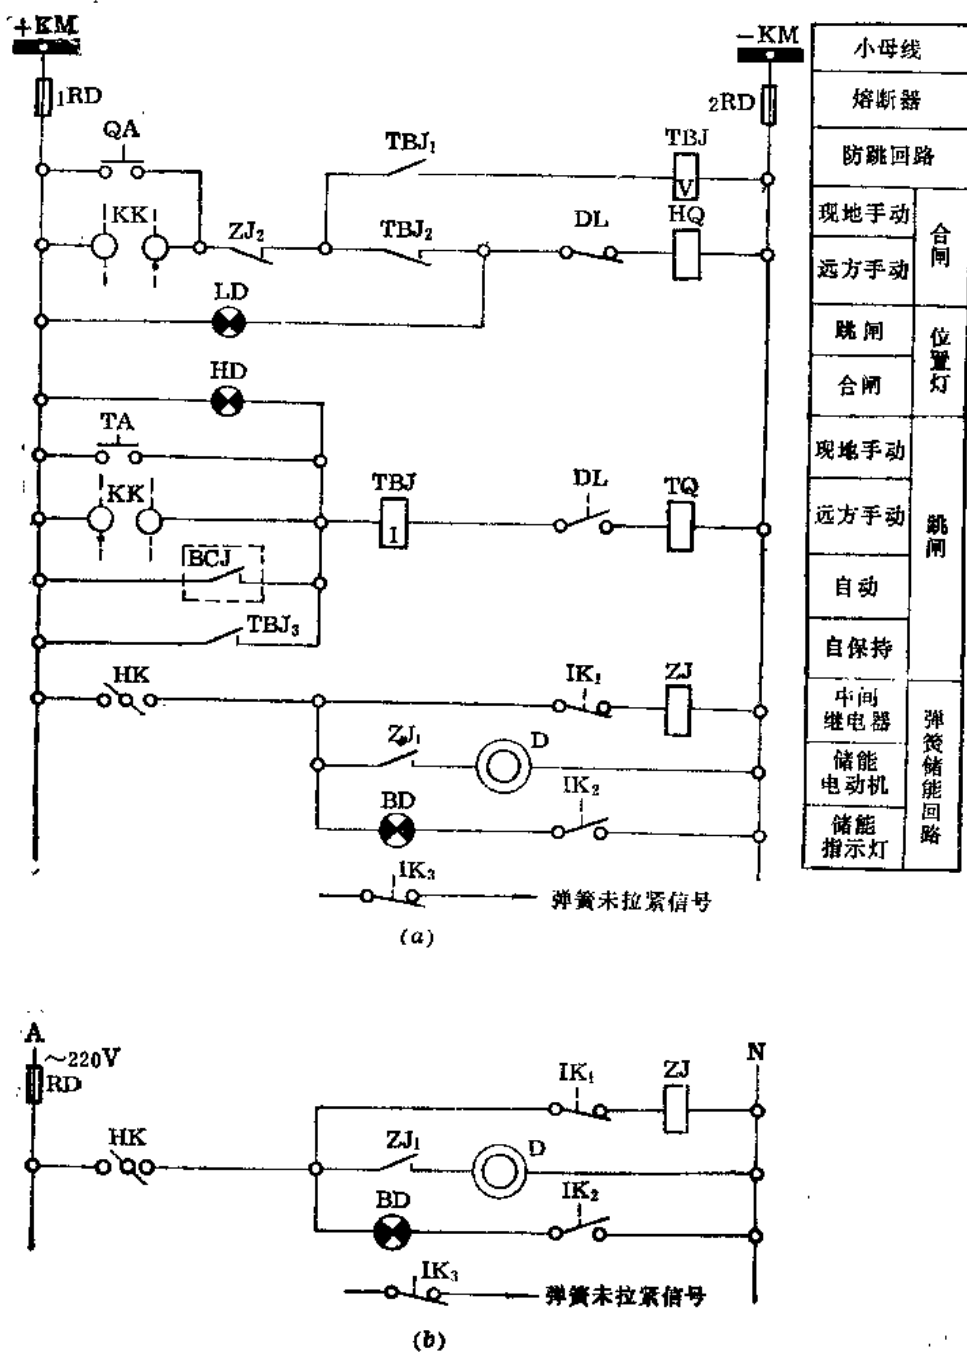 +KM
-KM
小母线
1RD
2RD
熔断器
QA
TBJ₁
TBJ
V
防跳回路
KK
ZJ₂
TBJ₂
DL
HQ
现地手动
远方手动
合闸
LD
跳闸
HD
合闸
位置灯
TA
现地手动
KK
TBJ
I
DL
TQ
远方手动
BCJ
自动
TBJ₃
自保持
跳闸
HK
IK₁
ZJ
中间
继电器
ZJ₁
D
储能
电动机
BD
IK₂
储能
指示灯
弹簧储能回路
IK₃
弹簧未拉紧信号
(a)
A
~220V
RD
N
IK₁
ZJ
HK
ZJ₁
D
BD
IK₂
IK₃
弹簧未拉紧信号
(b)